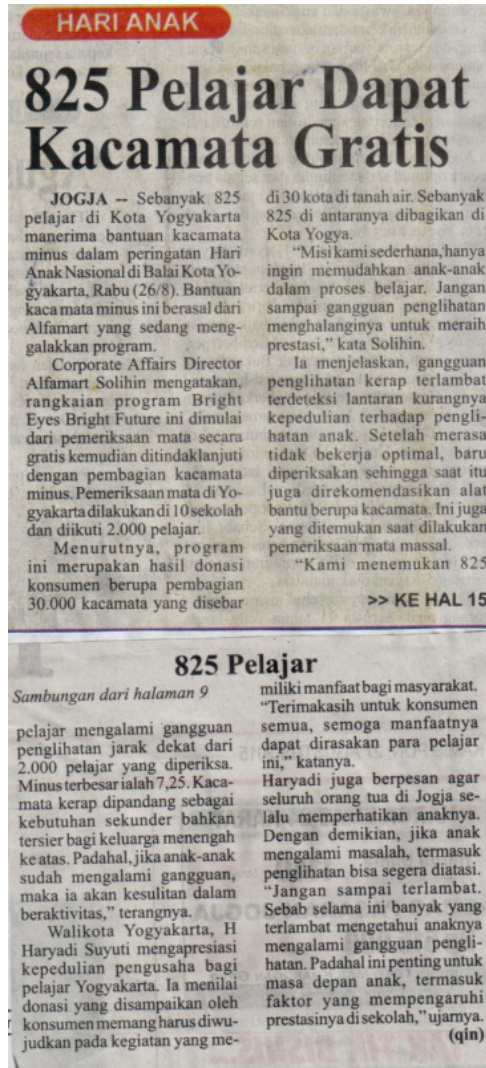 HARI ANAK
825 Pelajar Dapat
Kacamata Gratis
JOGJA -- Sebanyak 825
pelajar di Kota Yogyakarta
manerima bantuan kacamata
minus dalam peringatan Hari
Anak Nasional di Balai Kota Yo-
gyakarta, Rabu (26/8). Bantuan
kaca mata minus ini berasal dari
Alfamart yang sedang meng-
galakkan program.
Corporate Affairs Director
Alfamart Solihin mengatakan,
rangkaian program Bright
Eyes Bright Future ini dimulai
dari pemeriksaan mata secara
gratis kemudian ditindaklanjuti
dengan pembagian kacamata
minus. Pemeriksaan mata di Yo-
gyakarta dilakukan di 10 sekolah
dan diikuti 2.000 pelajar.
Menurutnya, program
ini merupakan hasil donasi
konsumen berupa pembagian
30.000 kacamata yang disebar
di 30 kota di tanah air. Sebanyak
825 di antaranya dibagikan di
Kota Yogya.
“Misi kami sederhana, hanya
ingin memudahkan anak-anak
dalam proses belajar. Jangan
sampai gangguan penglihatan
menghalanginya untuk meraih
prestasi,” kata Solihin.
Ia menjelaskan, gangguan
penglihatan kerap terlambat
terdeteksi lantaran kurangnya
kepedulian terhadap pengli-
hatan anak. Setelah merasa
tidak bekerja optimal, baru
diperiksakan sehingga saat itu
juga direkomendasikan alat
bantu berupa kacamata. Ini juga
yang ditemukan saat dilakukan
pemeriksaan mata massal.
“Kami menemukan 825
>> KE HAL 15
825 Pelajar
Sambungan dari halaman 9
pelajar mengalami gangguan
penglihatan jarak dekat dari
2.000 pelajar yang diperiksa.
Minus terbesar ialah 7,25. Kaca-
mata kerap dipandang sebagai
kebutuhan sekunder bahkan
tersier bagi keluarga menengah
ke atas. Padahal, jika anak-anak
sudah mengalami gangguan,
maka ia akan kesulitan dalam
beraktivitas,” terangnya.
Walikota Yogyakarta, H
Haryadi Suyuti mengapresiasi
kepedulian pengusaha bagi
pelajar Yogyakarta. Ia menilai
donasi yang disampaikan oleh
konsumen memang harus diwu-
judkan pada kegiatan yang me-
miliki manfaat bagi masyarakat.
“Terimakasih untuk konsumen
semua, semoga manfaatnya
dapat dirasakan para pelajar
ini,” katanya.
Haryadi juga berpesan agar
seluruh orang tua di Jogja se-
lalu memperhatikan anaknya.
Dengan demikian, jika anak
mengalami masalah, termasuk
penglihatan bisa segera diatasi.
“Jangan sampai terlambat.
Sebab selama ini banyak yang
terlambat mengetahui anaknya
mengalami gangguan pengli-
hatan. Padahal ini penting untuk
masa depan anak, termasuk
faktor yang mempengaruhi
prestasinya di sekolah,” ujarnya.
(qin)